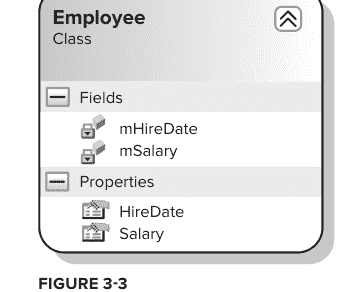 Employee
Class
Fields
mHireDate
mSalary
Properties
HireDate
Salary
FIGURE 3-3